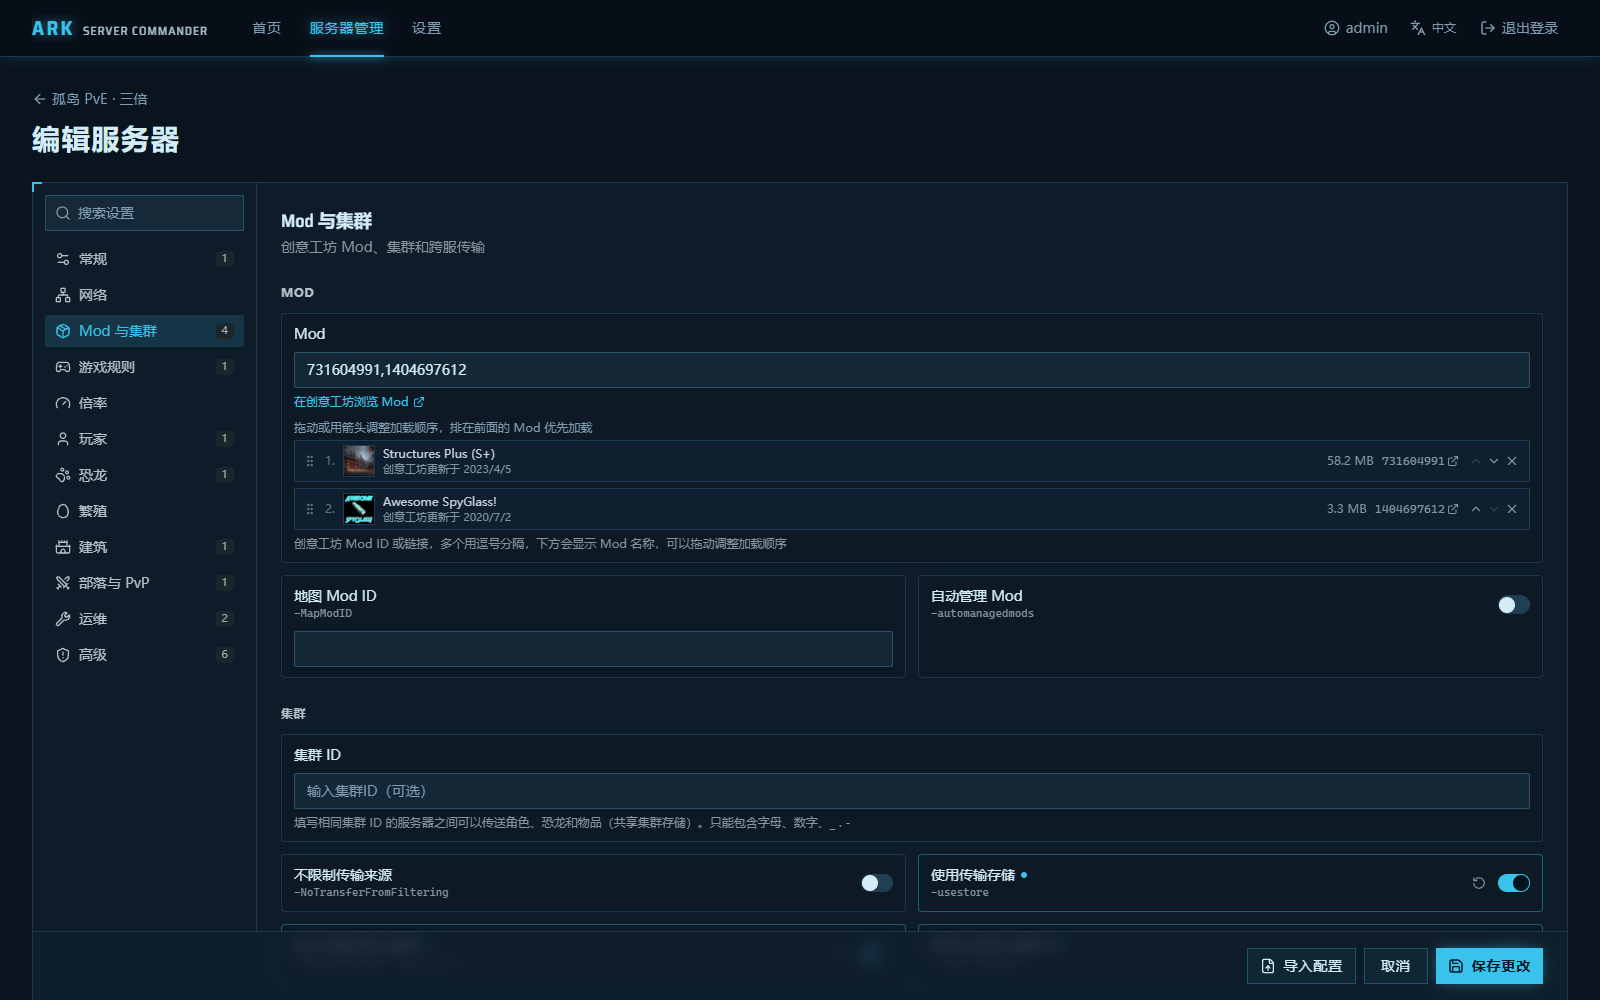 ARK SERVER COMMANDER
首页
服务器管理
设置
admin
中文
退出登录
孤岛 PvE · 三倍
编辑服务器
搜索设置
常规 1
网络
Mod 与集群 4
游戏规则 1
倍率
玩家 1
恐龙 1
繁殖
建筑 1
部落与 PvP 1
运维 2
高级 6
Mod 与集群
创意工坊 Mod、集群和跨服传输
MOD
Mod
731604991,1404697612
在创意工坊浏览 Mod
拖动或用箭头调整加载顺序，排在前面的 Mod 优先加载
1. Structures Plus (S+)
创意工坊更新于 2023/4/5
58.2 MB 731604991
AWESOME
SPYGLASS
2. Awesome SpyGlass!
创意工坊更新于 2020/7/2
3.3 MB 1404697612
创意工坊 Mod ID 或链接，多个用逗号分隔，下方会显示 Mod 名称，可以拖动调整加载顺序
地图 Mod ID
-MapModID
自动管理 Mod
-automanagedmods
集群
集群 ID
输入集群ID（可选）
填写相同集群 ID 的服务器之间可以传送角色、恐龙和物品（共享集群存储）。只能包含字母、数字、_ . -
不限制传输来源
-NoTransferFromFiltering
使用传输存储
-usestore
导入配置
取消
保存更改